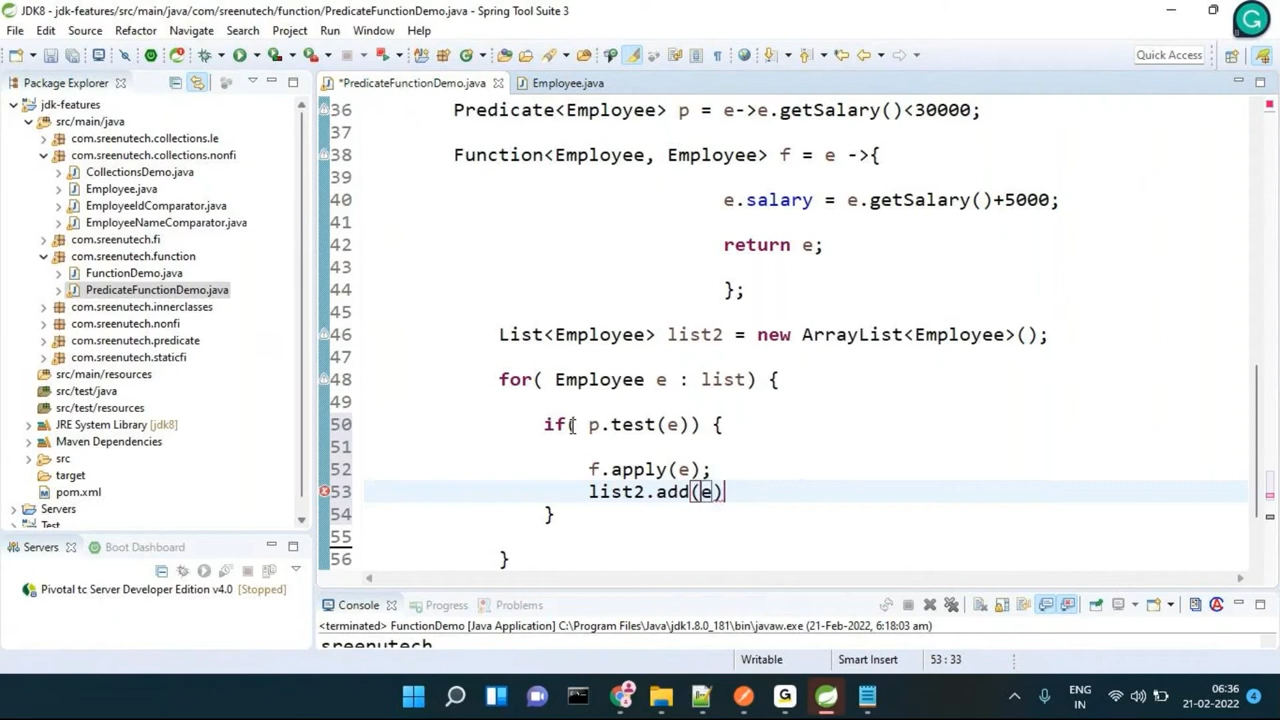 JDK8 - jdk-features/src/main/java/com/sreenutech/function/PredicateFunctionDemo.java - Spring Tool Suite 3
File Edit Source Refactor Navigate Search Project Run Window Help
Quick Access
Package Explorer
jdk-features
src/main/java
com.sreenutech.collections.le
com.sreenutech.collections.nonfi
CollectionsDemo.java
Employee.java
EmployeeIdComparator.java
EmployeeNameComparator.java
com.sreenutech.fi
com.sreenutech.function
FunctionDemo.java
PredicateFunctionDemo.java
com.sreenutech.innerclasses
com.sreenutech.nonfi
com.sreenutech.predicate
com.sreenutech.staticfi
src/main/resources
src/test/java
src/test/resources
JRE System Library [jdk8]
Maven Dependencies
src
target
pom.xml
Servers
Test
Servers Boot Dashboard
Pivotal tc Server Developer Edition v4.0 [Stopped]
*PredicateFunctionDemo.java Employee.java
36 Predicate<Employee> p = e->e.getSalary()<30000;
37
38 Function<Employee, Employee> f = e ->{
39
40 e.salary = e.getSalary()+5000;
41
42 return e;
43
44 };
45
46 List<Employee> list2 = new ArrayList<Employee>();
47
48 for( Employee e : list) {
49
50 if( p.test(e)) {
51
52 f.apply(e);
53 list2.add(e)
54 }
55
56 }
Console Progress Problems
<terminated> FunctionDemo [Java Application] C:\Program Files\Java\jdk1.8.0_181\bin\javaw.exe (21-Feb-2022, 6:18:03 am)
sreenutech
Writable Smart Insert 53 : 33
ENG
IN
06:36
21-02-2022
4